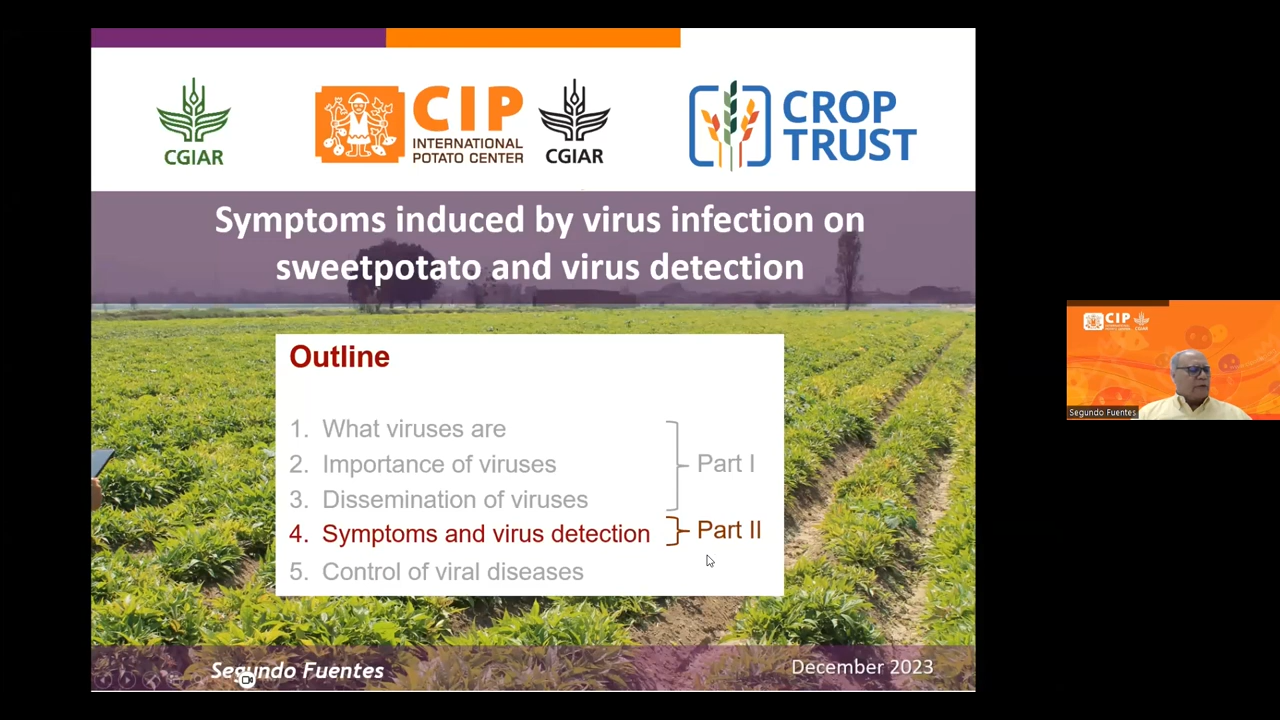 CGIAR
CIP
INTERNATIONAL
POTATO CENTER
CGIAR
CROP
TRUST
Symptoms induced by virus infection on
sweetpotato and virus detection
Outline
1. What viruses are
2. Importance of viruses
3. Dissemination of viruses
Part I
4. Symptoms and virus detection
Part II
5. Control of viral diseases
Segundo Fuentes
December 2023
CIP
Segundo Fuentes